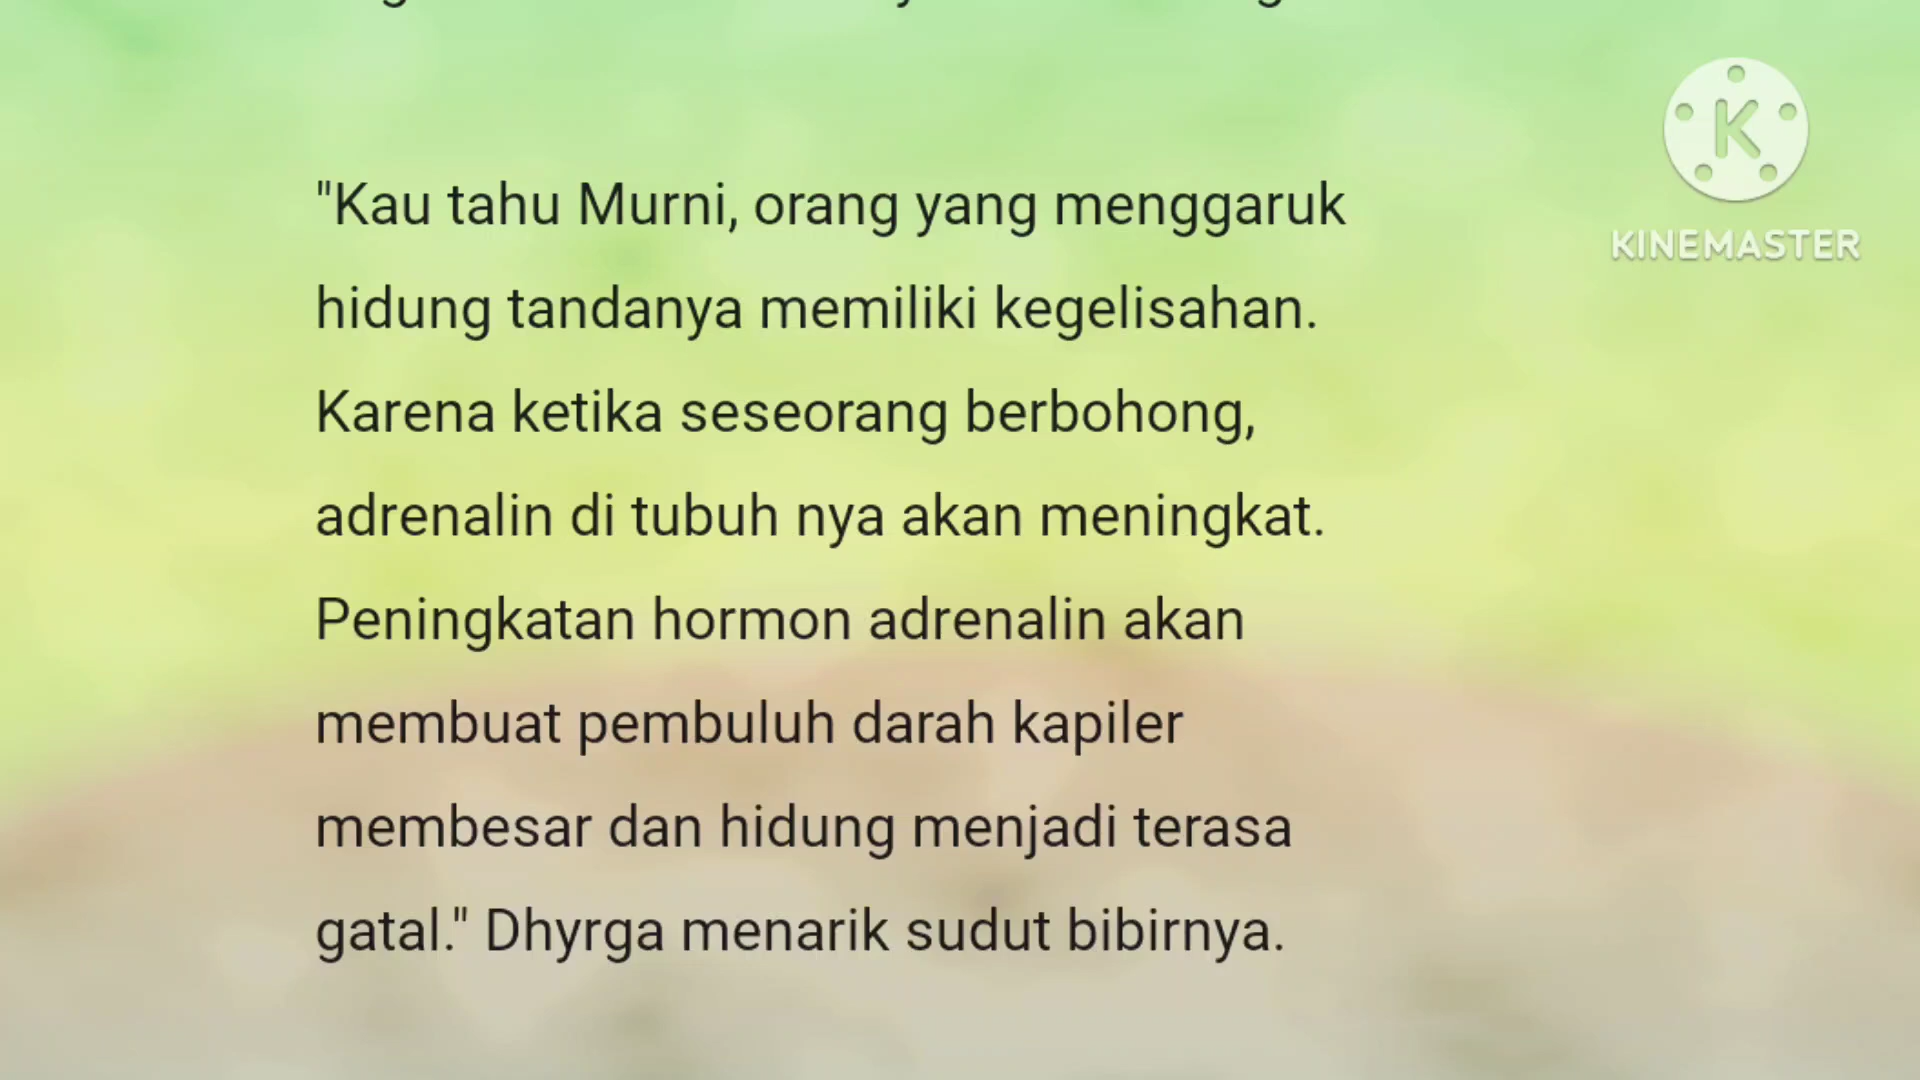 "Kau tahu Murni, orang yang menggaruk
hidung tandanya memiliki kegelisahan.
Karena ketika seseorang berbohong,
adrenalin di tubuh nya akan meningkat.
Peningkatan hormon adrenalin akan
membuat pembuluh darah kapiler
membesar dan hidung menjadi terasa
gatal." Dhyrga menarik sudut bibirnya.
K
KINEMASTER